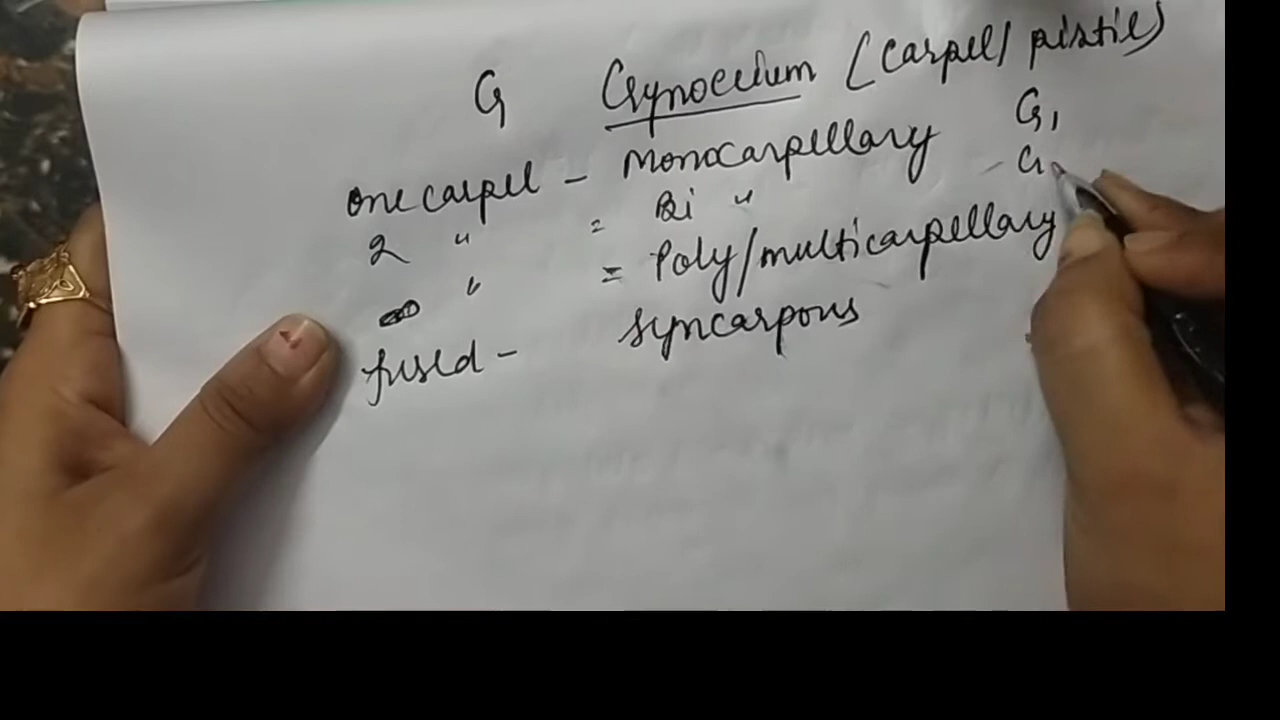 G Gynoecium (Carpel/pistil)
one carpel - Monocarpellary G1
2 " = Bi " G
∞ " = Poly/multicarpellary
fused - syncarpous